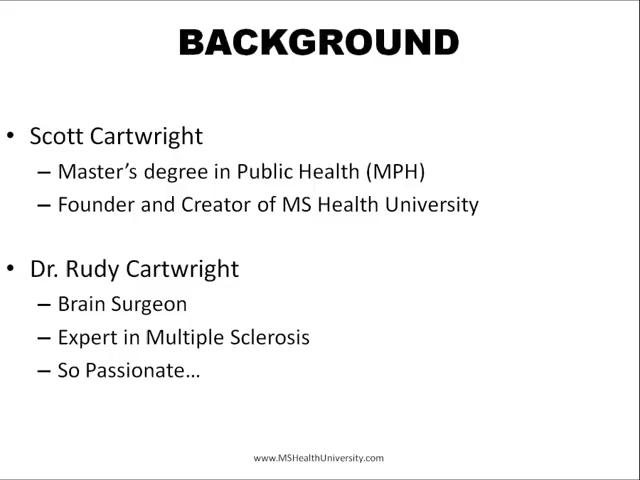 BACKGROUND
• Scott Cartwright
– Master’s degree in Public Health (MPH)
– Founder and Creator of MS Health University
• Dr. Rudy Cartwright
– Brain Surgeon
– Expert in Multiple Sclerosis
– So Passionate…
www.MSHealthUniversity.com